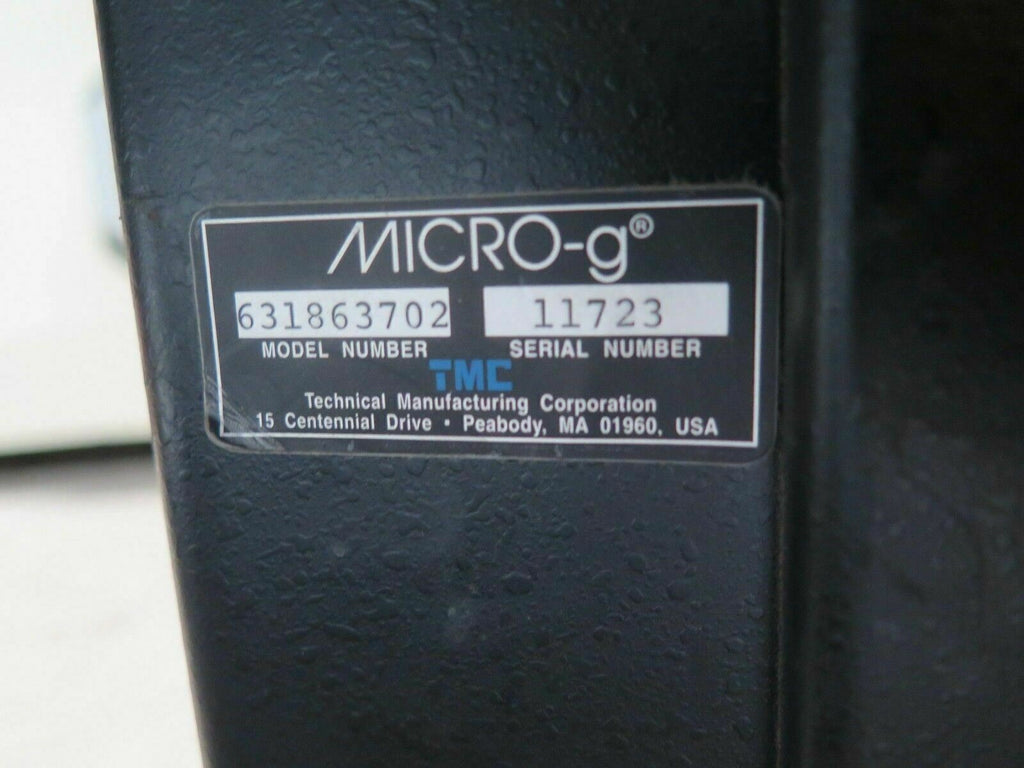 MICRO-g®
631863702 11723
MODEL NUMBER SERIAL NUMBER
TMC
Technical Manufacturing Corporation
15 Centennial Drive • Peabody, MA 01960, USA